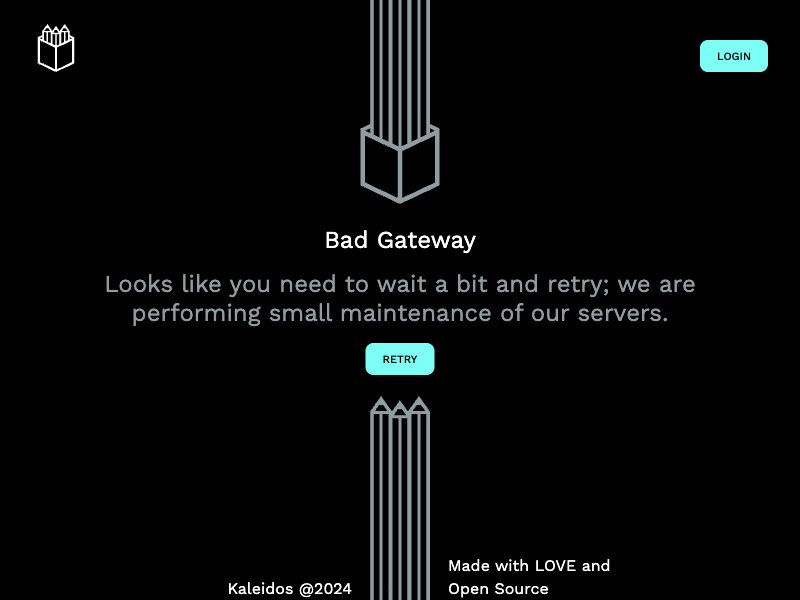 LOGIN
Bad Gateway
Looks like you need to wait a bit and retry; we are
performing small maintenance of our servers.
RETRY
Kaleidos @2024
Made with LOVE and
Open Source